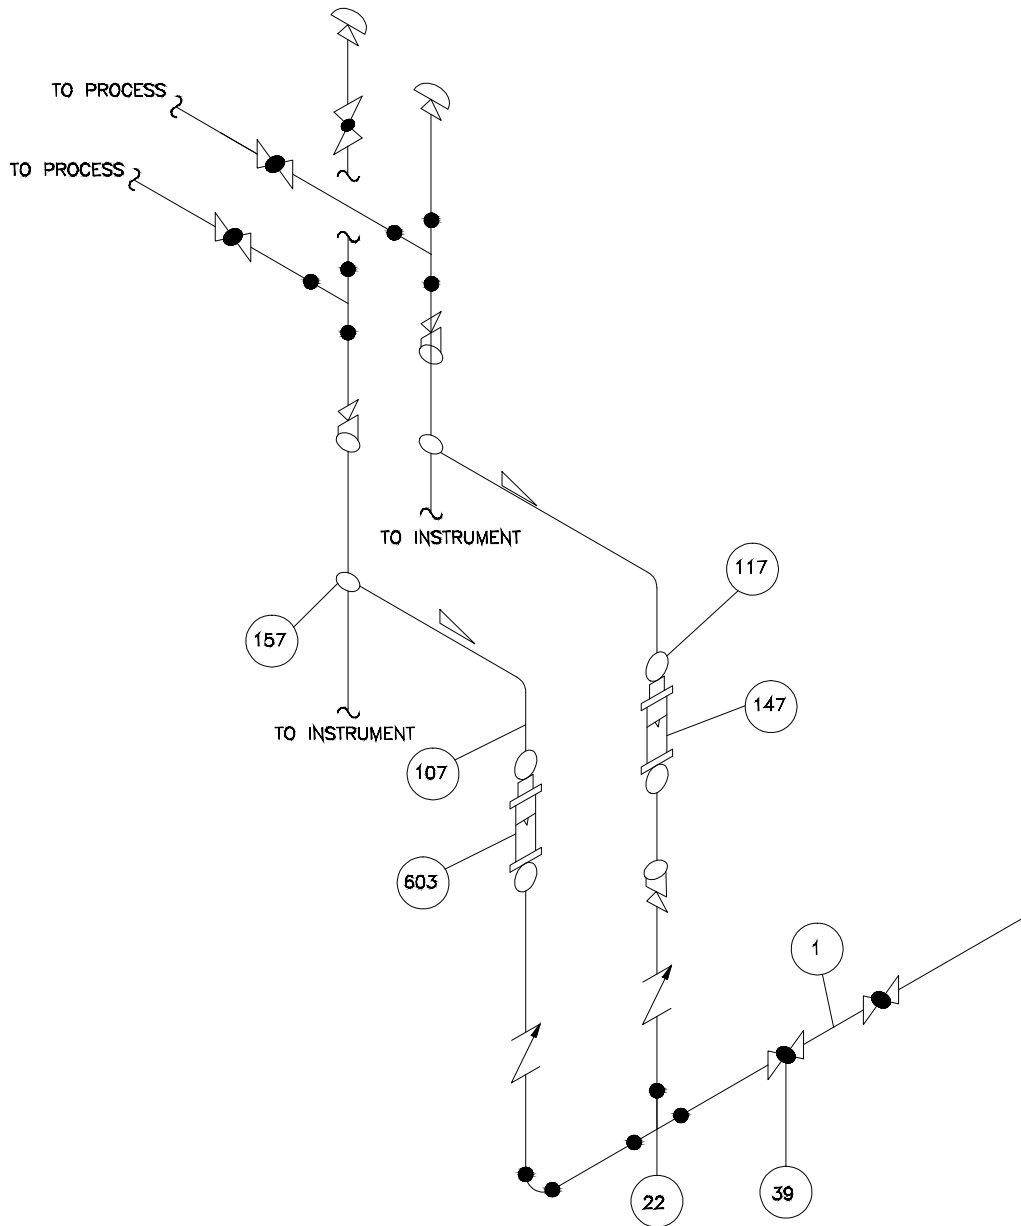 TO PROCESS
TO PROCESS
TO INSTRUMENT
117
157
147
TO INSTRUMENT
107
603
1
22
39